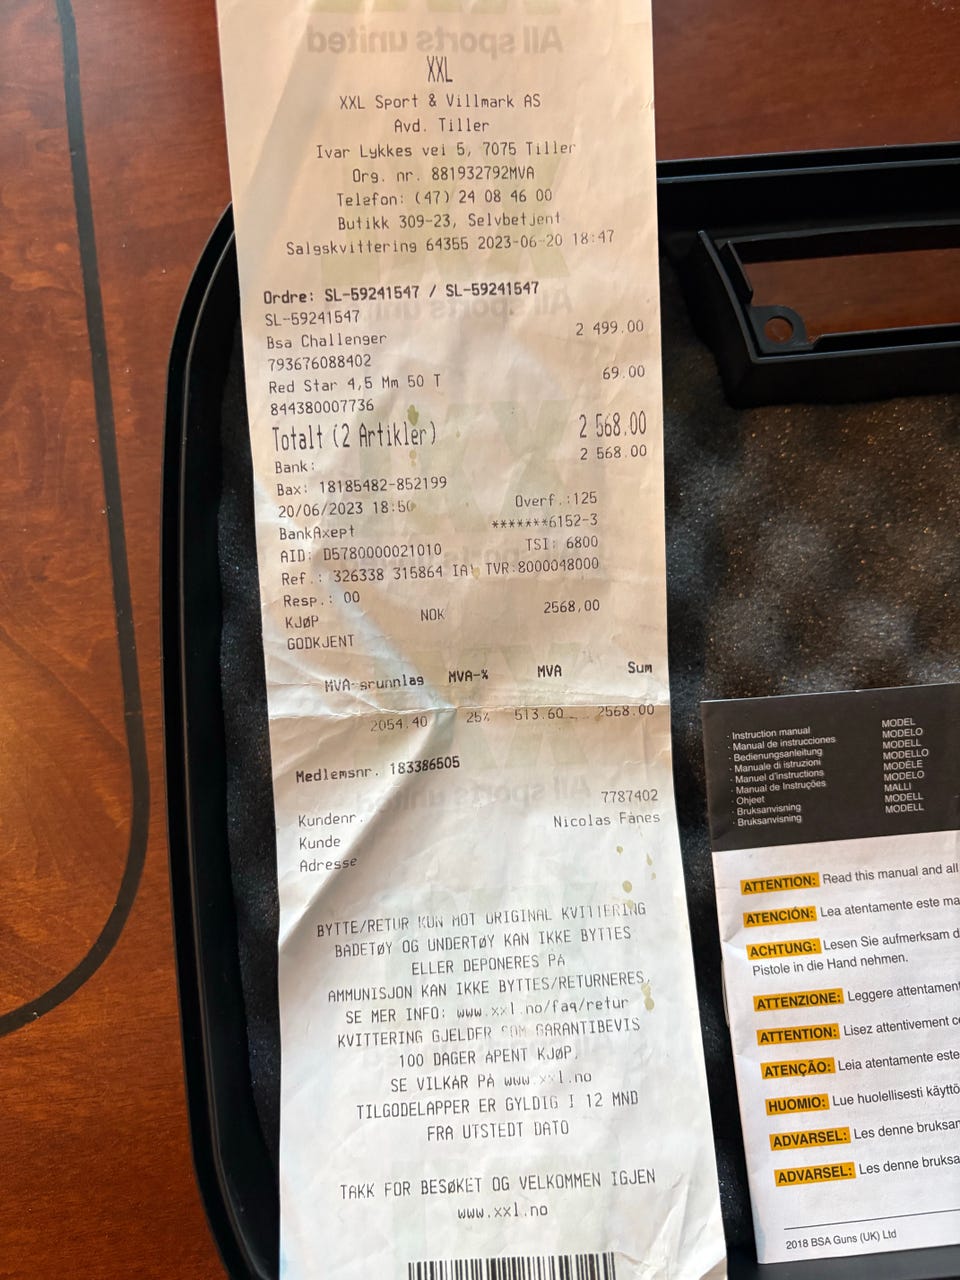 All sports united
XXL
XXL Sport & Villmark AS
Avd. Tiller
Ivar Lykkes vei 5, 7075 Tiller
Org. nr. 881932792MVA
Telefon: (47) 24 08 46 00
Butikk 309-23, Selvbetjent
Salgskvittering 64355 2023-06-20 18:47
Ordre: SL-59241547 / SL-59241547
SL-59241547
Bsa Challenger 2 499.00
793676088402
Red Star 4,5 Mm 50 T 69.00
844380007736
Totalt (2 Artikler) 2 568.00
Bank: 2 568.00
Bax: 18185482-852199
20/06/2023 18:50 Overf.:125
BankAxept *******6152-3
AID: D5780000021010 TSI: 6800
Ref.: 326338 315864 IA1 TVR:8000048000
Resp.: 00
KJØP NOK 2568,00
GODKJENT
MVA-grunnlag MVA-% MVA Sum
2054.40 25% 513.60 2568.00
Medlemsnr. 183386505
Kundenr. 7787402
Kunde Nicolas Fånes
Adresse
BYTTE/RETUR KUN MOT ORIGINAL KVITTERING
BADETØY OG UNDERTØY KAN IKKE BYTTES
ELLER DEPONERES PÅ
AMMUNISJON KAN IKKE BYTTES/RETURNERES,
SE MER INFO: www.xxl.no/faq/retur
KVITTERING GJELDER SOM GARANTIBEVIS
100 DAGER ÅPENT KJØP,
SE VILKÅR PÅ www.xxl.no
TILGODELAPPER ER GYLDIG I 12 MND
FRA UTSTEDT DATO
TAKK FOR BESØKET OG VELKOMMEN IGJEN
www.xxl.no
· Instruction manual MODEL
· Manual de instrucciones MODELO
· Bedienungsanleitung MODELL
· Manuale di istruzioni MODELLO
· Manuel d'instructions MODÈLE
· Manual de Instruções MODELO
· Ohjeet MALLI
· Bruksanvisning MODELL
· Bruksanvisning MODELL
ATTENTION: Read this manual and all
ATENCIÓN: Lea atentamente este ma
ACHTUNG: Lesen Sie aufmerksam d
Pistole in die Hand nehmen.
ATTENZIONE: Leggere attentament
ATTENTION: Lisez attentivement ce
ATENÇÃO: Leia atentamente este
HUOMIO: Lue huolellisesti käyttö
ADVARSEL: Les denne bruksan
ADVARSEL: Les denne bruksa
2018 BSA Guns (UK) Ltd